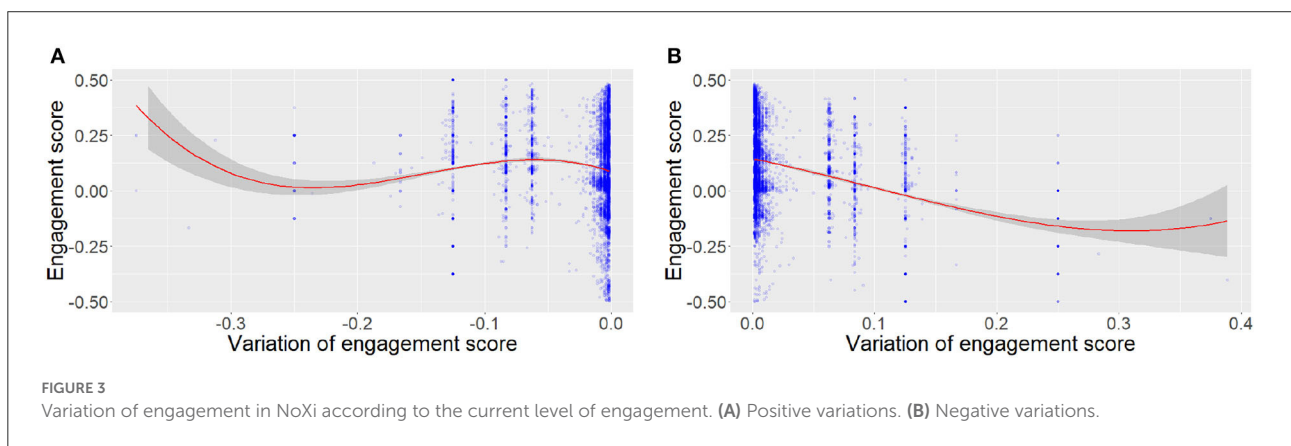 A
B
Engagement score
0.50
0.25
0.00
-0.25
-0.50
-0.3
-0.2
-0.1
0.0
Variation of engagement score
Engagement score
0.50
0.25
0.00
-0.25
-0.50
0.0
0.1
0.2
0.3
0.4
Variation of engagement score
FIGURE 3
Variation of engagement in NoXi according to the current level of engagement. (A) Positive variations. (B) Negative variations.